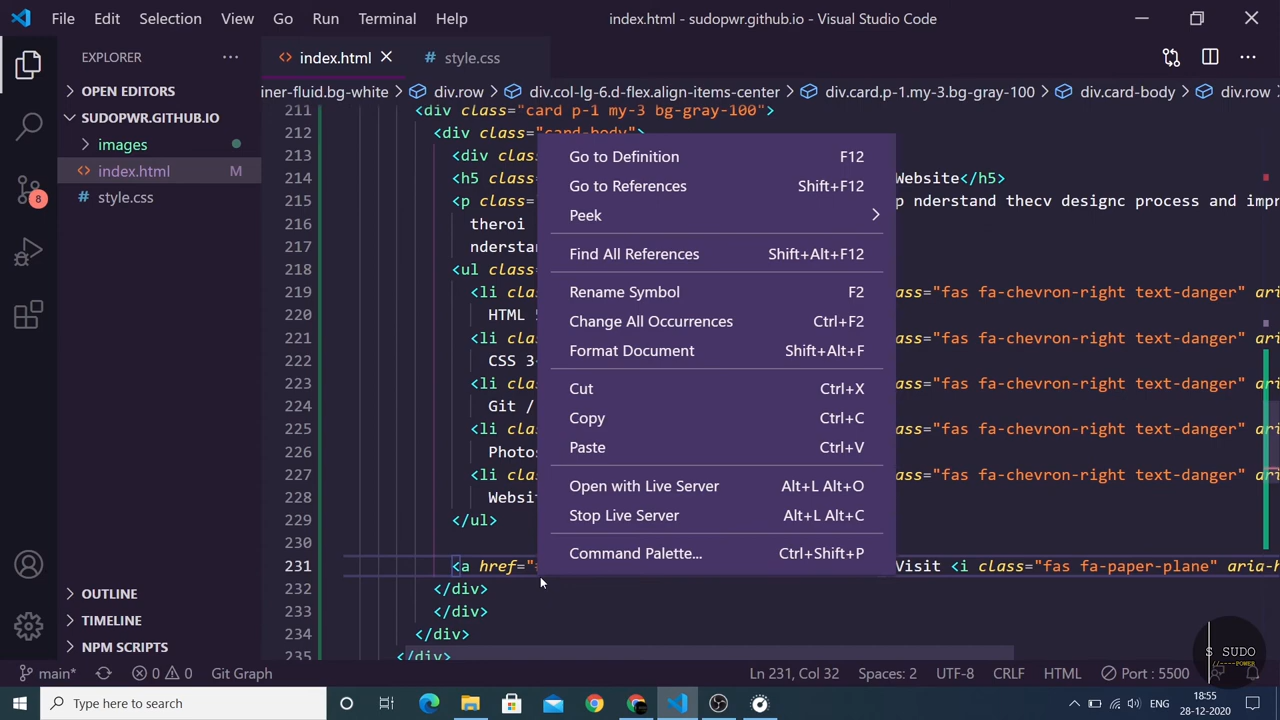 File Edit Selection View Go Run Terminal Help index.html - sudopwr.github.io - Visual Studio Code
EXPLORER ··· <> index.html # style.css ···
iner-fluid.bg-white > div.row > div.col-lg-6.d-flex.align-items-center > div.card.p-1.my-3.bg-gray-100 > div.card-body > div.row
OPEN EDITORS
SUDOPWR.GITHUB.IO
images
<> index.html M
# style.css
8
OUTLINE
TIMELINE
NPM SCRIPTS
211 <div class="card p-1 my-3 bg-gray-100">
212 <div class="card-body">
213 <div clas
214 <h5 class= Website</h5>
215 <p class= p nderstand thecv designc process and impr
216 theroi
217 ndersta
218 <ul class=
219 <li clas ass="fas fa-chevron-right text-danger" ari
220 HTML 5
221 <li clas ass="fas fa-chevron-right text-danger" ari
222 CSS 3
223 <li clas ass="fas fa-chevron-right text-danger" ari
224 Git /
225 <li clas ass="fas fa-chevron-right text-danger" ari
226 Photos
227 <li clas ass="fas fa-chevron-right text-danger" ari
228 Websit
229 </ul>
230
231 <a href=" Visit <i class="fas fa-paper-plane" aria-h
232 </div>
233 </div>
234 </div>
235 </div>
Go to Definition F12
Go to References Shift+F12
Peek >
Find All References Shift+Alt+F12
Rename Symbol F2
Change All Occurrences Ctrl+F2
Format Document Shift+Alt+F
Cut Ctrl+X
Copy Ctrl+C
Paste Ctrl+V
Open with Live Server Alt+L Alt+O
Stop Live Server Alt+L Alt+C
Command Palette... Ctrl+Shift+P
S SUDO
//----POWER
main* 0 0 Git Graph Ln 231, Col 32 Spaces: 2 UTF-8 CRLF HTML Port : 5500
Type here to search ENG 18:55
28-12-2020